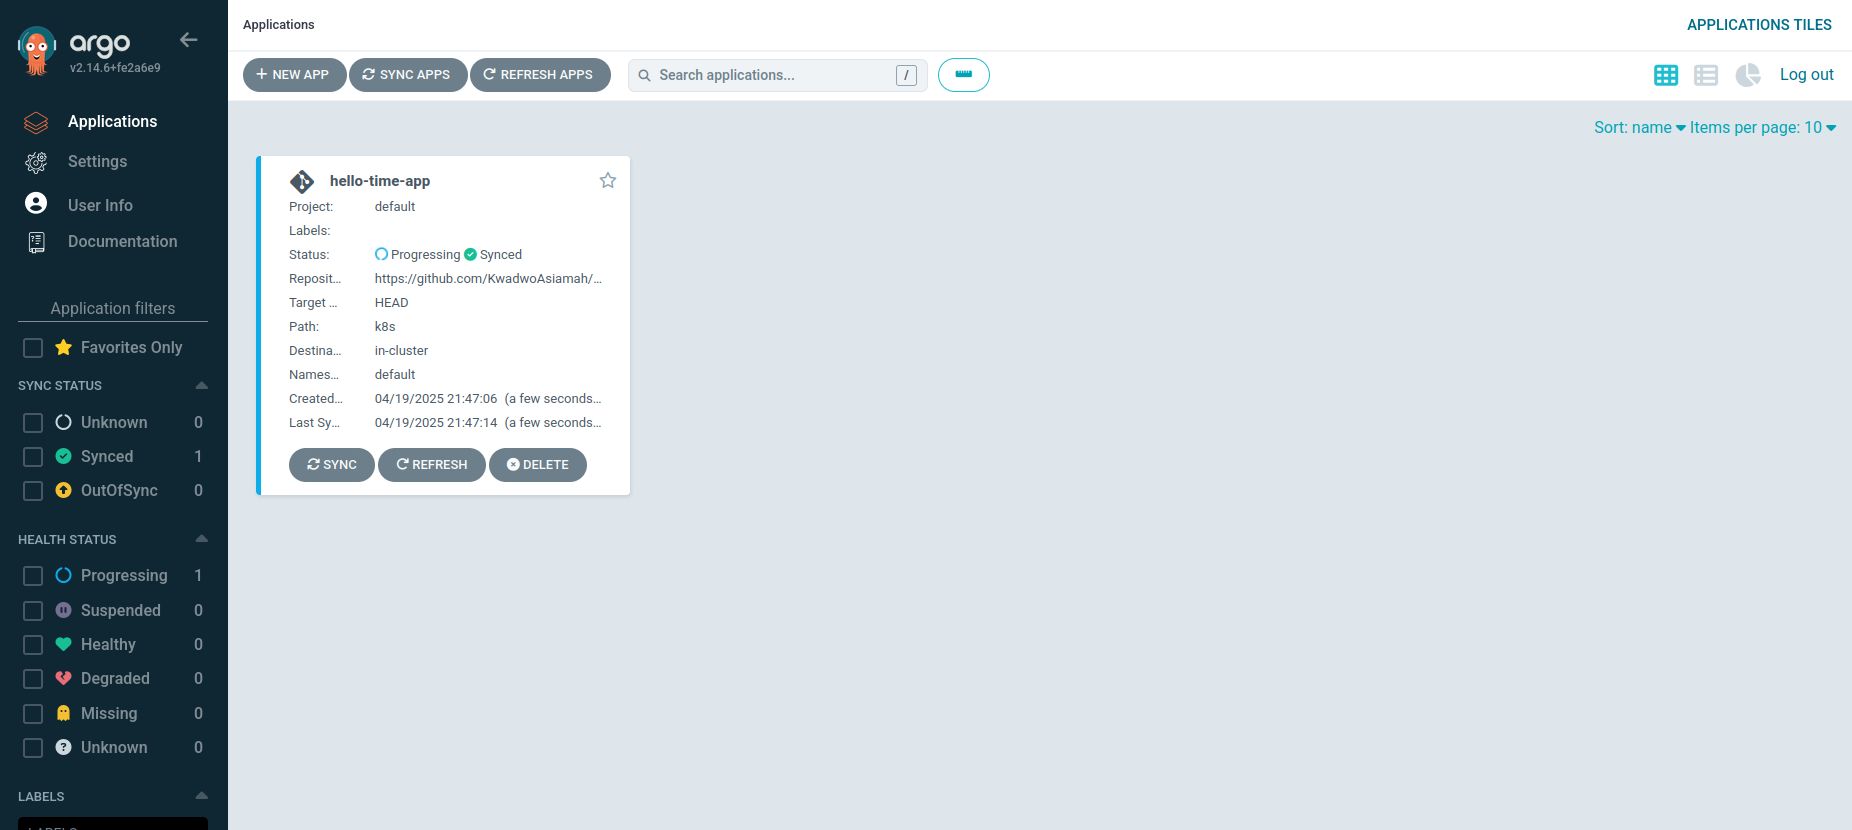 argo
v2.14.6+fe2a6e9
Applications
Settings
User Info
Documentation
Application filters
Favorites Only
SYNC STATUS
Unknown 0
Synced 1
OutOfSync 0
HEALTH STATUS
Progressing 1
Suspended 0
Healthy 0
Degraded 0
Missing 0
Unknown 0
LABELS
LABELS
Applications
APPLICATIONS TILES
NEW APP SYNC APPS REFRESH APPS Search applications... / Log out
Sort: name Items per page: 10
hello-time-app
Project: default
Labels:
Status: Progressing Synced
Reposit... https://github.com/KwadwoAsiamah/...
Target ... HEAD
Path: k8s
Destina... in-cluster
Names... default
Created... 04/19/2025 21:47:06 (a few seconds...
Last Sy... 04/19/2025 21:47:14 (a few seconds...
SYNC REFRESH DELETE